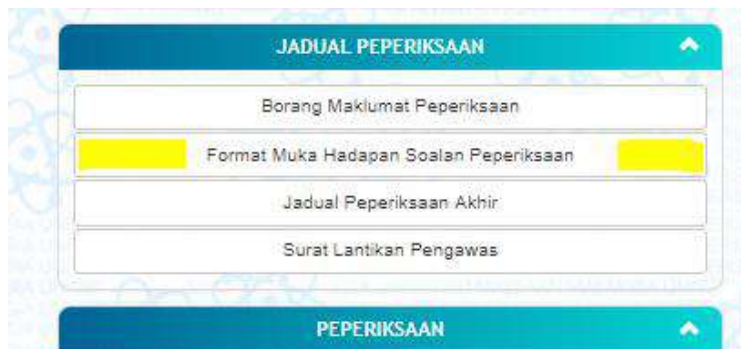 JADUAL PEPERIKSAAN
Borang Maklumat Peperiksaan
Format Muka Hadapan Soalan Peperiksaan
Jadual Peperiksaan Akhir
Surat Lantikan Pengawas
PEPERIKSAAN